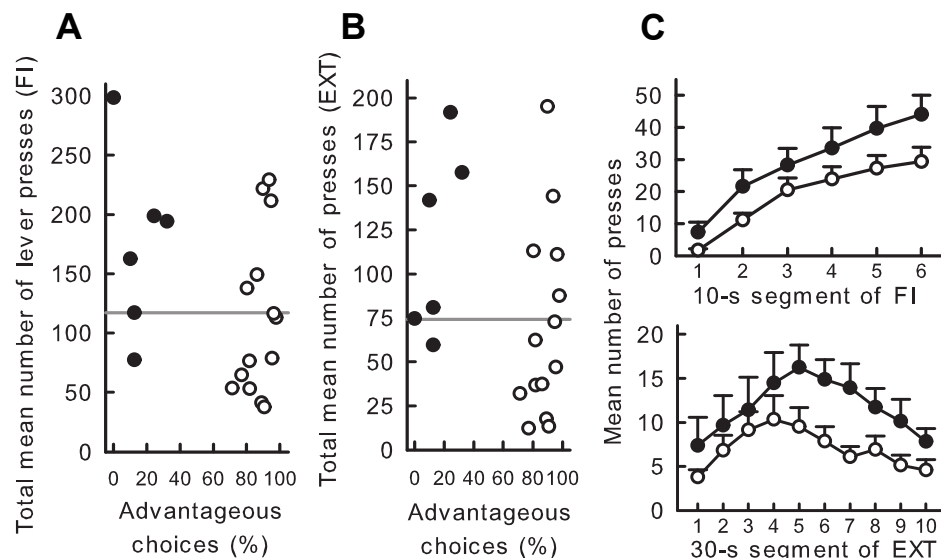 A
B
C
Total mean number of lever presses (FI)
300
250
200
150
100
50
0
0 20 40 60 80 100
Advantageous
choices (%)
Total mean number of presses (EXT)
200
175
150
125
100
75
50
25
0
0 20 40 60 80 100
Advantageous
choices (%)
Mean number of presses
50
40
30
20
10
0
1 2 3 4 5 6
10-s segment of FI
20
15
10
5
0
1 2 3 4 5 6 7 8 9 10
30-s segment of EXT